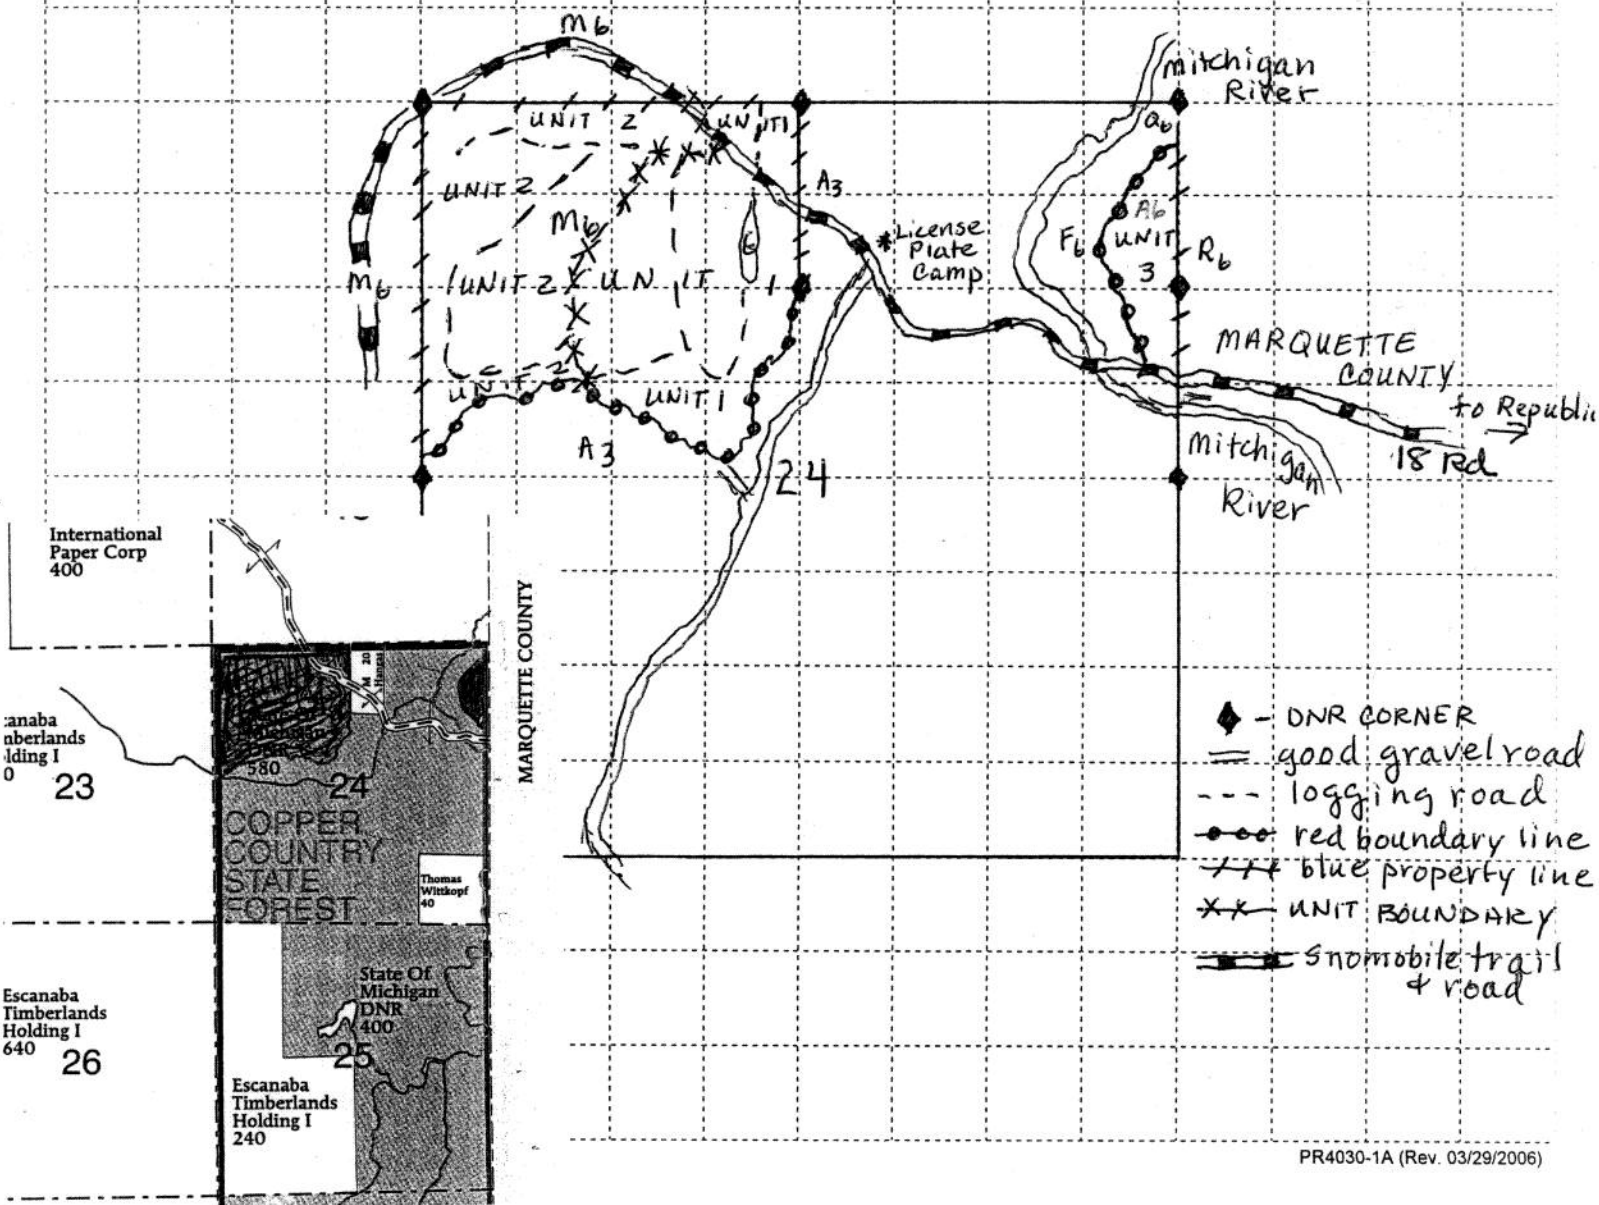 M6
Mitchigan
River
UNIT 2
UNIT 1
a6
UNIT 2
A3
A6
M6
License
Plate
Camp
F6
UNIT
3
R6
UNIT 2
UNIT 1
M6
MARQUETTE
COUNTY
UNIT 2
UNIT 1
to Republic
A3
24
Mitchigan
River
18 Rd
International
Paper Corp
400
MARQUETTE COUNTY
M 20
580
24
23
COPPER
COUNTRY
STATE
FOREST
Thomas
Wittkopf
40
State Of
Michigan
DNR
400
25
Escanaba
Timberlands
Holding I
640
26
Escanaba
Timberlands
Holding I
240
- DNR CORNER
good gravel road
logging road
red boundary line
blue property line
UNIT BOUNDARY
Snomobile trail
& road
PR4030-1A (Rev. 03/29/2006)